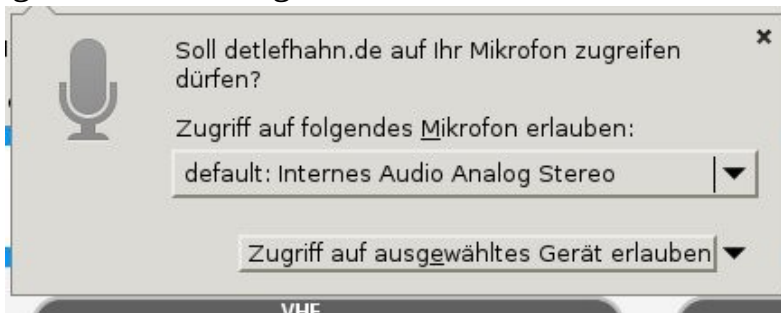 Soll detlefhahn.de auf Ihr Mikrofon zugreifen
dürfen?
Zugriff auf folgendes Mikrofon erlauben:
default: Internes Audio Analog Stereo
Zugriff auf ausgewähltes Gerät erlauben
VHF